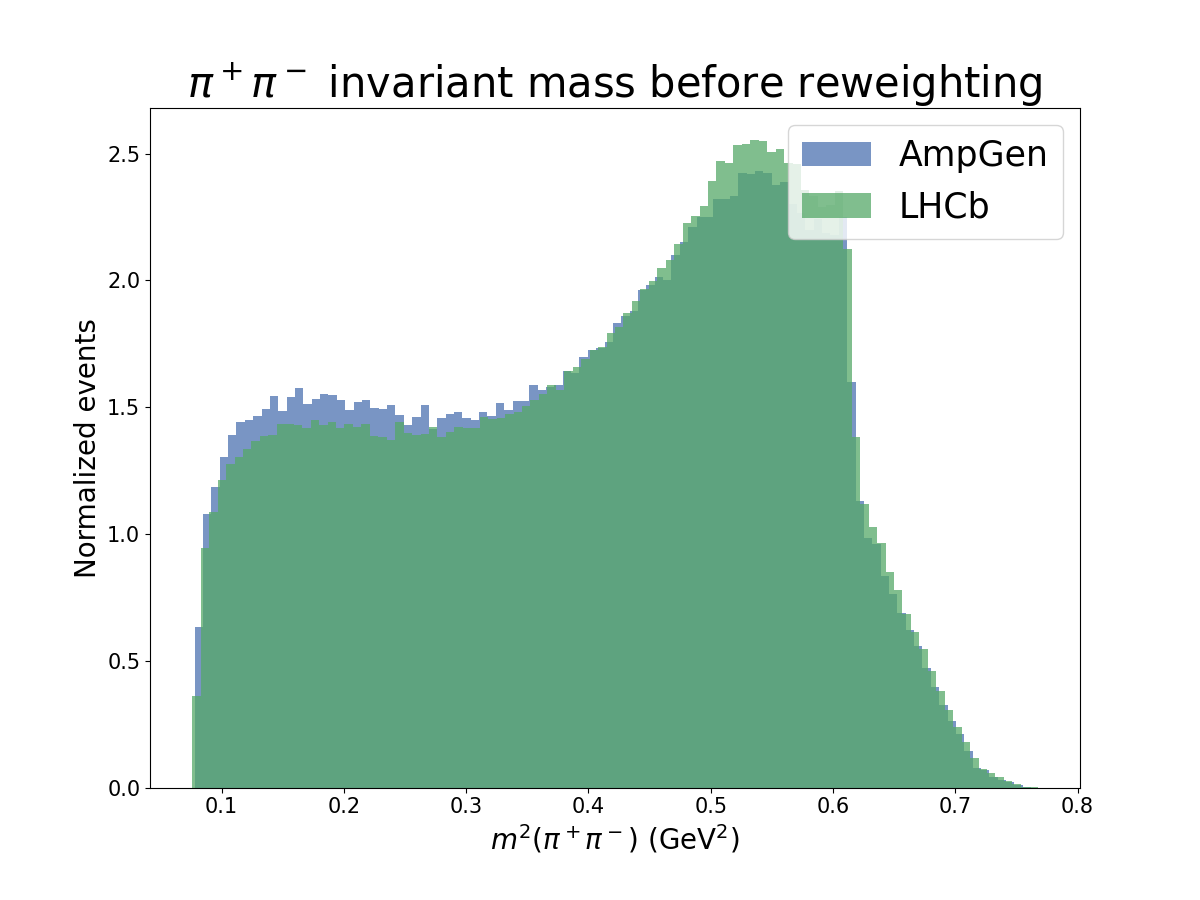 π⁺π⁻ invariant mass before reweighting
AmpGen
LHCb
Normalized events
2.5
2.0
1.5
1.0
0.5
0.0
0.1 0.2 0.3 0.4 0.5 0.6 0.7 0.8
m²(π⁺π⁻) (GeV²)